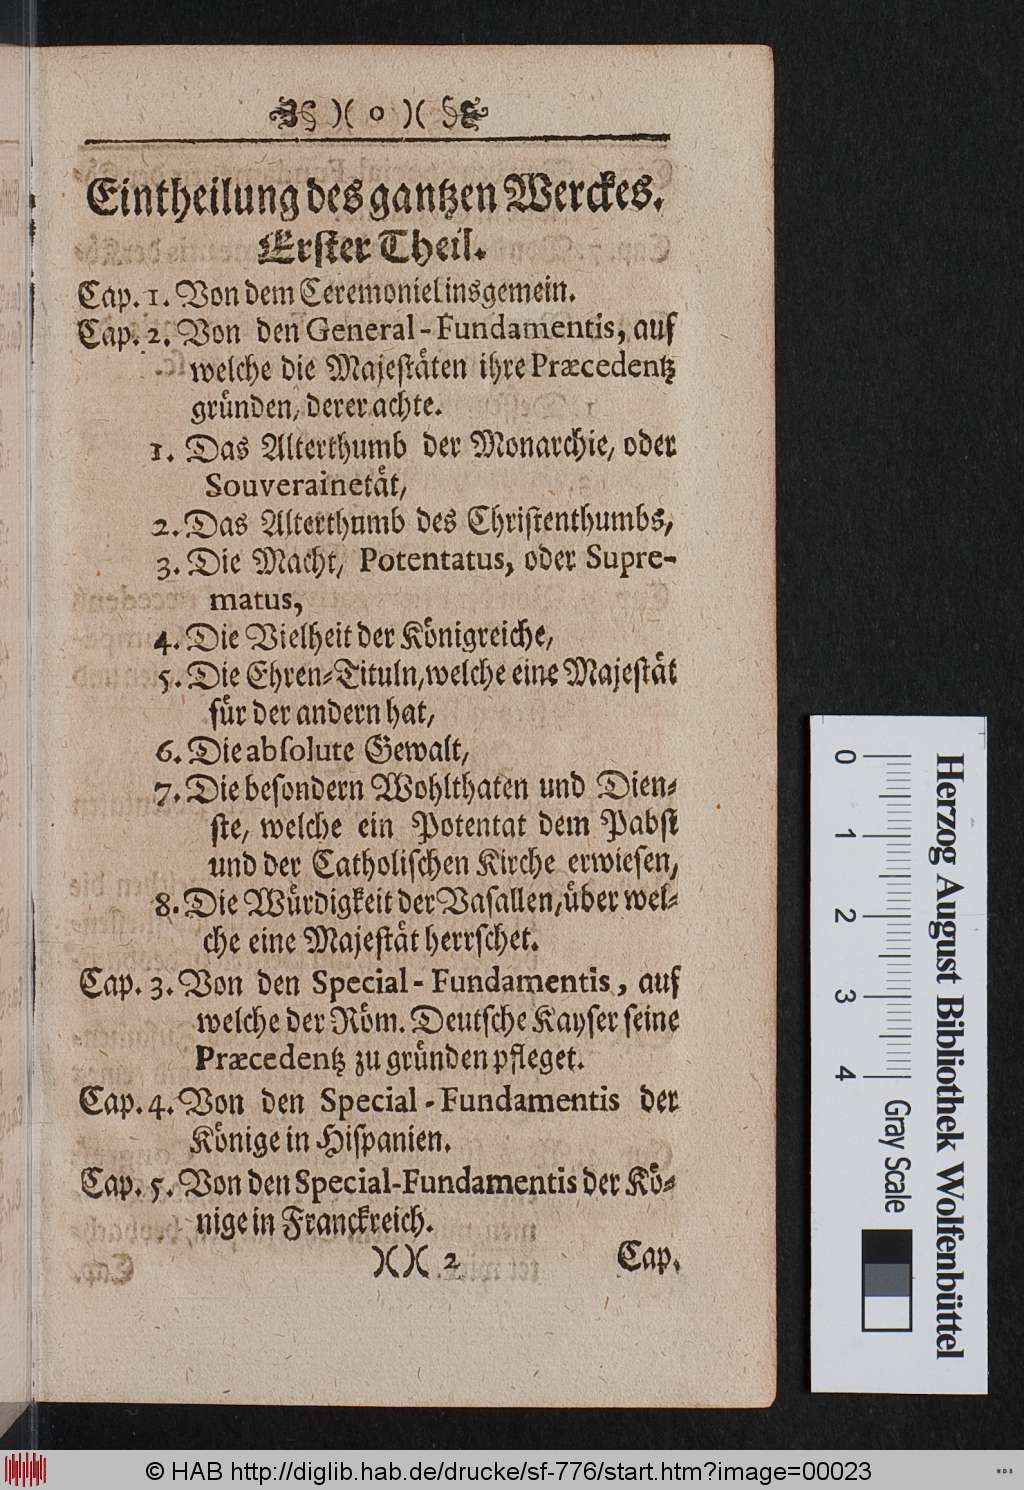 )( o )(
Eintheilung des gantzen Werckes.
Erster Theil.
Cap. 1. Von dem Ceremoniel insgemein.
Cap. 2. Von den General-Fundamentis, auf
welche die Majestäten ihre Præcedentz
gründen, derer achte.
1. Das Alterthumb der Monarchie, oder
Souverainetät,
2. Das Alterthumb des Christenthumbs,
3. Die Macht, Potentatus, oder Supre-
matus,
4. Die Vielheit der Königreiche,
5. Die Ehren-Tituln, welche eine Majestät
für der andern hat,
6. Die absolute Gewalt,
7. Die besondern Wohlthaten und Dien-
ste, welche ein Potentat dem Pabst
und der Catholischen Kirche erwiesen,
8. Die Würdigkeit der Vasallen, über wel-
che eine Majestät herrschet.
Cap. 3. Von den Special-Fundamentis, auf
welche der Röm. Deutsche Kayser seine
Præcedentz zu gründen pfleget.
Cap. 4. Von den Special-Fundamentis der
Könige in Hispanien.
Cap. 5. Von den Special-Fundamentis der Kö-
nige in Franckreich.
)( )( 2 Cap.
Herzog August Bibliothek Wolfenbüttel
0 1 2 3 4 Gray Scale
© HAB http://diglib.hab.de/drucke/sf-776/start.htm?image=00023